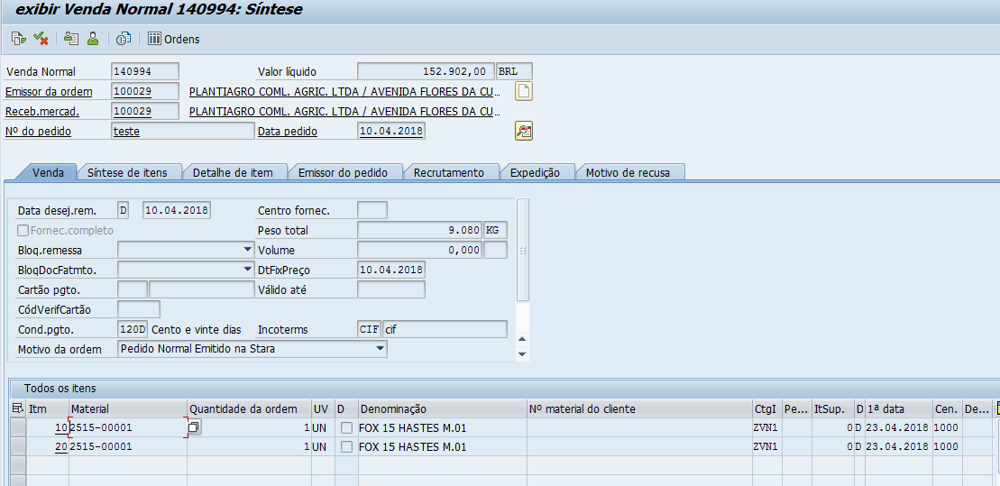 exibir Venda Normal 140994: Síntese
Ordens
Venda Normal 140994 Valor líquido 152.902,00 BRL
Emissor da ordem 100029 PLANTIAGRO COML. AGRIC. LTDA / AVENIDA FLORES DA CU...
Receb.mercad. 100029 PLANTIAGRO COML. AGRIC. LTDA / AVENIDA FLORES DA CU...
Nº do pedido teste Data pedido 10.04.2018
Venda Síntese de itens Detalhe de item Emissor do pedido Recrutamento Expedição Motivo de recusa
Data desej.rem. D 10.04.2018 Centro fornec.
Fornec.completo Peso total 9.080 KG
Bloq.remessa Volume 0,000
BloqDocFatmto. DtFixPreço 10.04.2018
Cartão pgto. Válido até
CódVerifCartão
Cond.pgto. 120D Cento e vinte dias Incoterms CIF cif
Motivo da ordem Pedido Normal Emitido na Stara
Todos os itens
Itm Material Quantidade da ordem UV D Denominação Nº material do cliente CtgI Pe... ItSup. D 1ª data Cen. De...
10 2515-00001 1 UN FOX 15 HASTES M.01 ZVN1 0 D 23.04.2018 1000
20 2515-00001 1 UN FOX 15 HASTES M.01 ZVN1 0 D 23.04.2018 1000